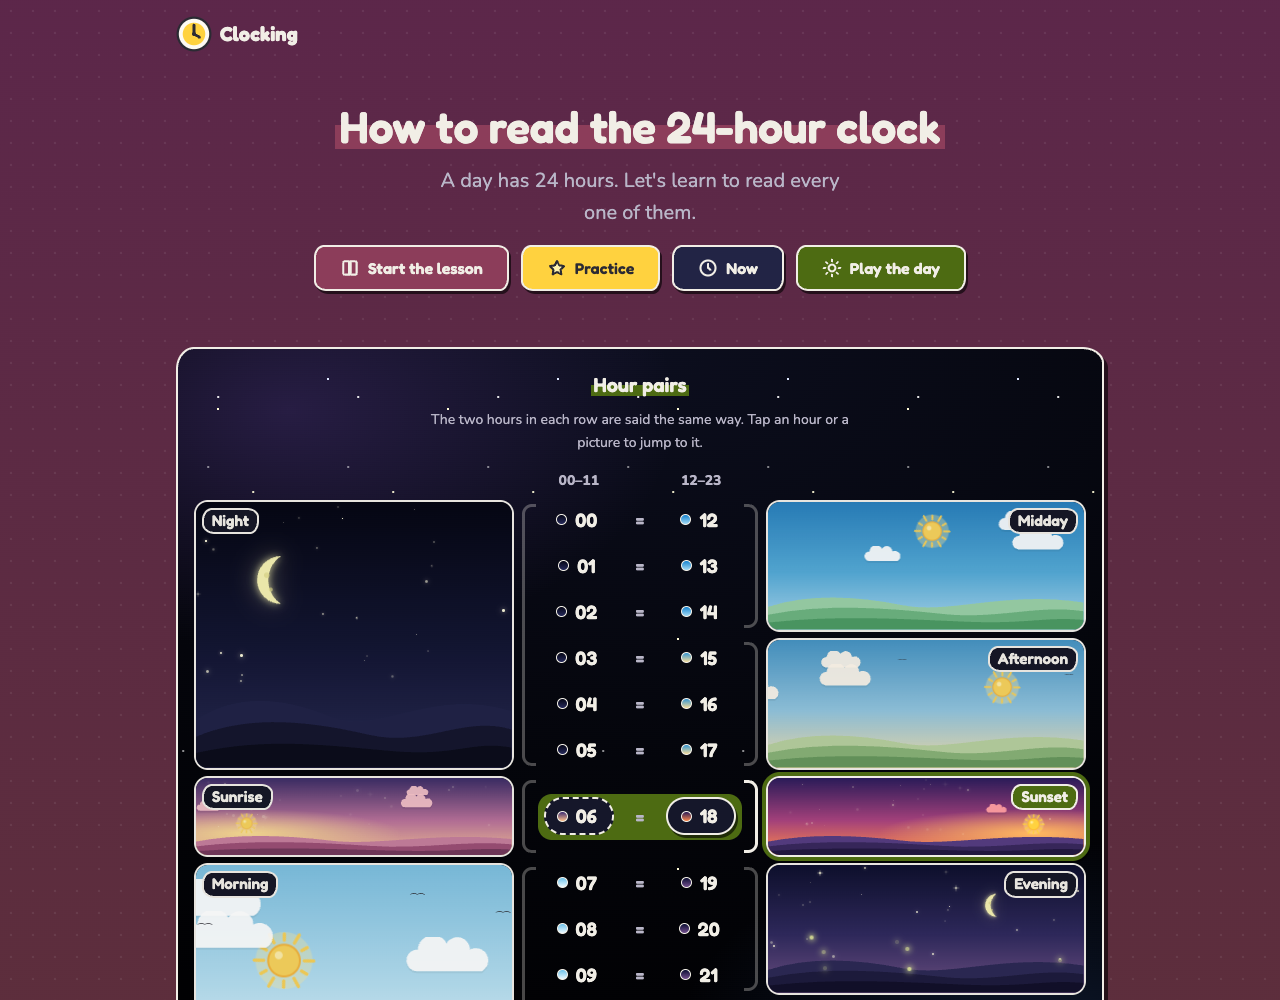 Clocking
How to read the 24-hour clock
A day has 24 hours. Let's learn to read every
one of them.
Start the lesson
Practice
Now
Play the day
Hour pairs
The two hours in each row are said the same way. Tap an hour or a
picture to jump to it.
00–11 12–23
Night
00 = 12
Midday
01 = 13
02 = 14
03 = 15
Afternoon
04 = 16
05 = 17
Sunrise
06 = 18
Sunset
Morning
07 = 19
Evening
08 = 20
09 = 21